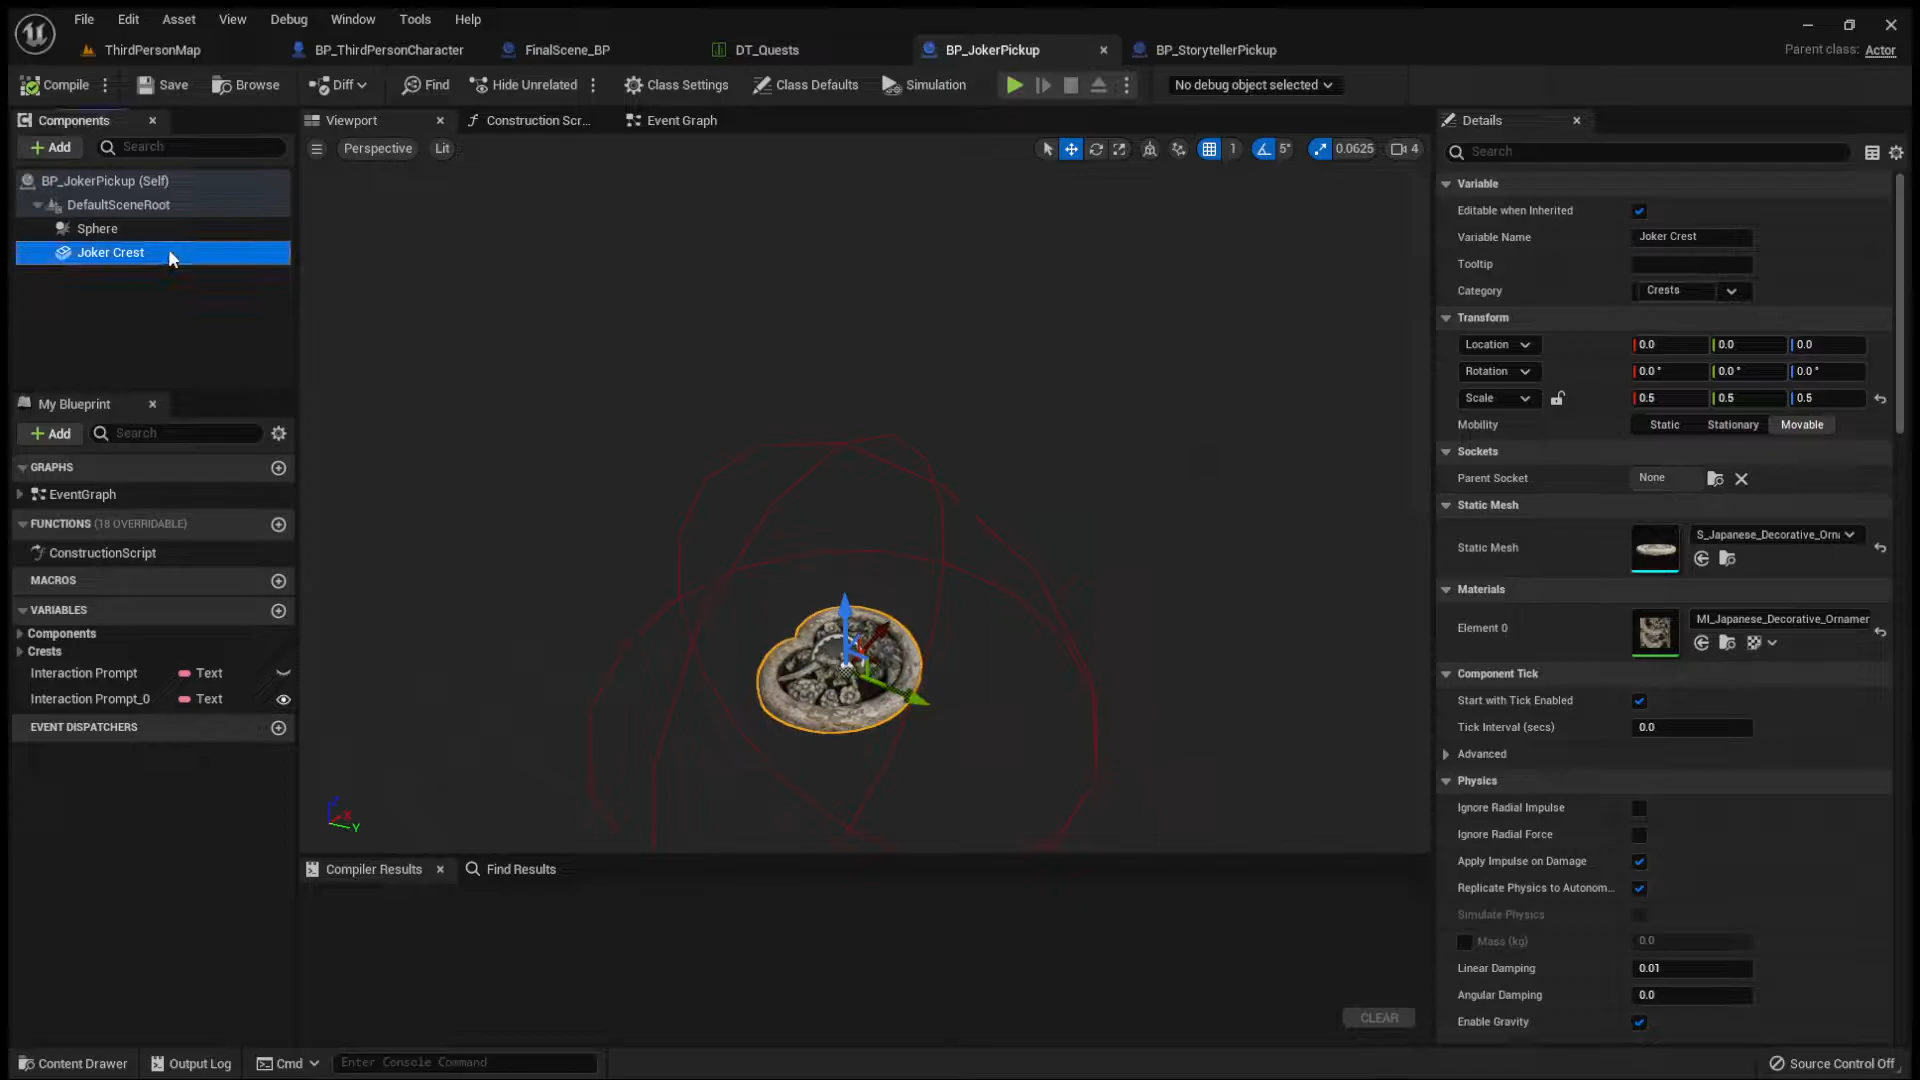 File Edit Asset View Debug Window Tools Help
ThirdPersonMap BP_ThirdPersonCharacter FinalScene_BP DT_Quests BP_JokerPickup BP_StorytellerPickup Parent class: Actor
Compile Save Browse Diff Find Hide Unrelated Class Settings Class Defaults Simulation No debug object selected
Components
Add Search
BP_JokerPickup (Self)
DefaultSceneRoot
Sphere
Joker Crest
My Blueprint
Add Search
GRAPHS
EventGraph
FUNCTIONS (18 OVERRIDABLE)
ConstructionScript
MACROS
VARIABLES
Components
Crests
Interaction Prompt Text
Interaction Prompt_0 Text
EVENT DISPATCHERS
Viewport Construction Scr... Event Graph
Perspective Lit 1 5° 0.0625 4
X
Y
Compiler Results Find Results
CLEAR
Details
Search
Variable
Editable when Inherited
Variable Name Joker Crest
Tooltip
Category Crests
Transform
Location 0.0 0.0 0.0
Rotation 0.0 ° 0.0 ° 0.0 °
Scale 0.5 0.5 0.5
Mobility Static Stationary Movable
Sockets
Parent Socket None
Static Mesh
Static Mesh S_Japanese_Decorative_Orna
Materials
Element 0 MI_Japanese_Decorative_Ornamer
Component Tick
Start with Tick Enabled
Tick Interval (secs) 0.0
Advanced
Physics
Ignore Radial Impulse
Ignore Radial Force
Apply Impulse on Damage
Replicate Physics to Autonom...
Simulate Physics
Mass (kg) 0.0
Linear Damping 0.01
Angular Damping 0.0
Enable Gravity
Content Drawer Output Log Cmd Enter Console Command Source Control Off